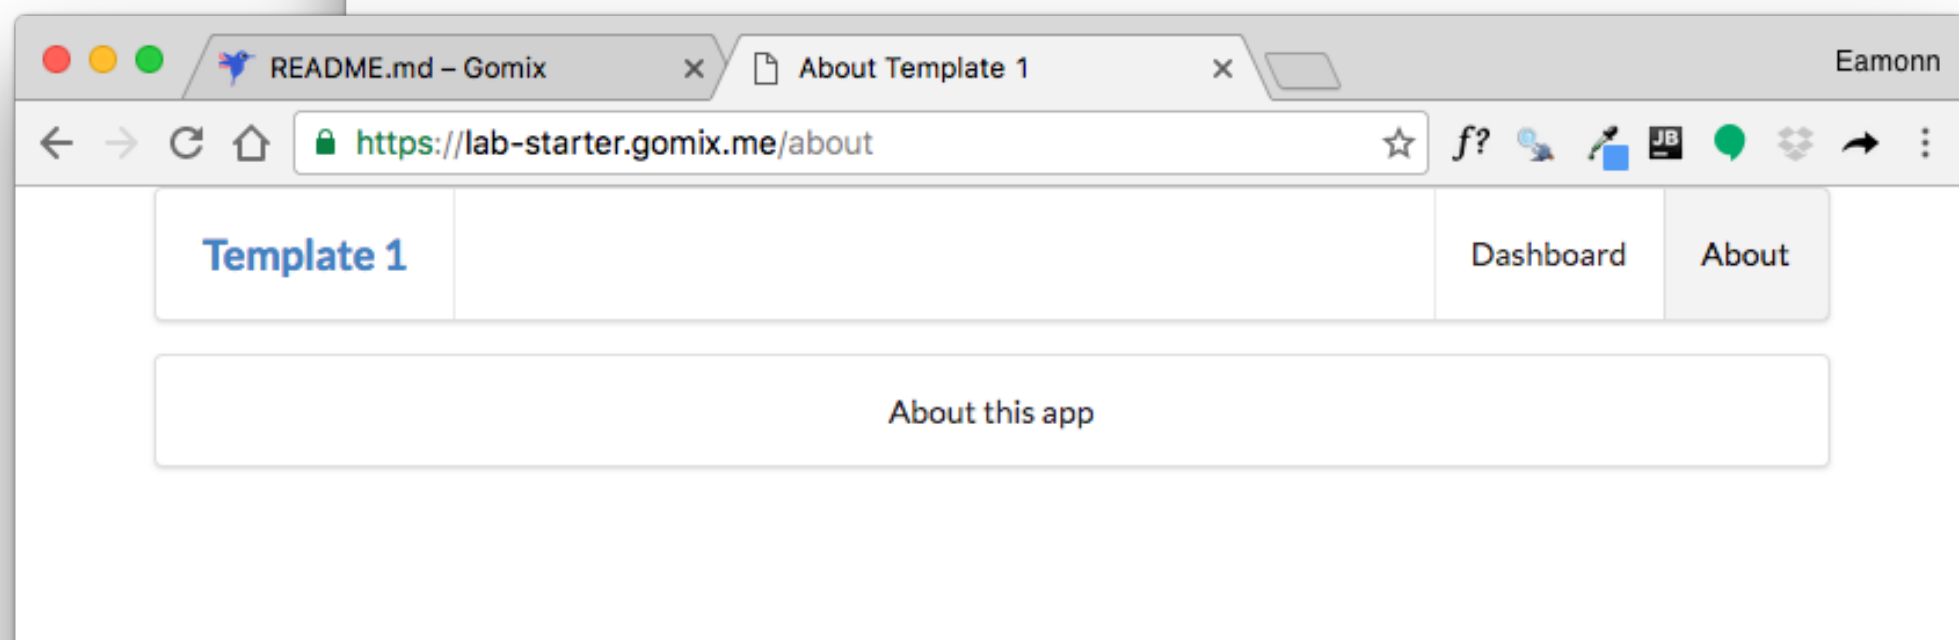 README.md – Gomix
About Template 1
Eamonn
https://lab-starter.gomix.me/about
f?
JB
Template 1
Dashboard
About
About this app